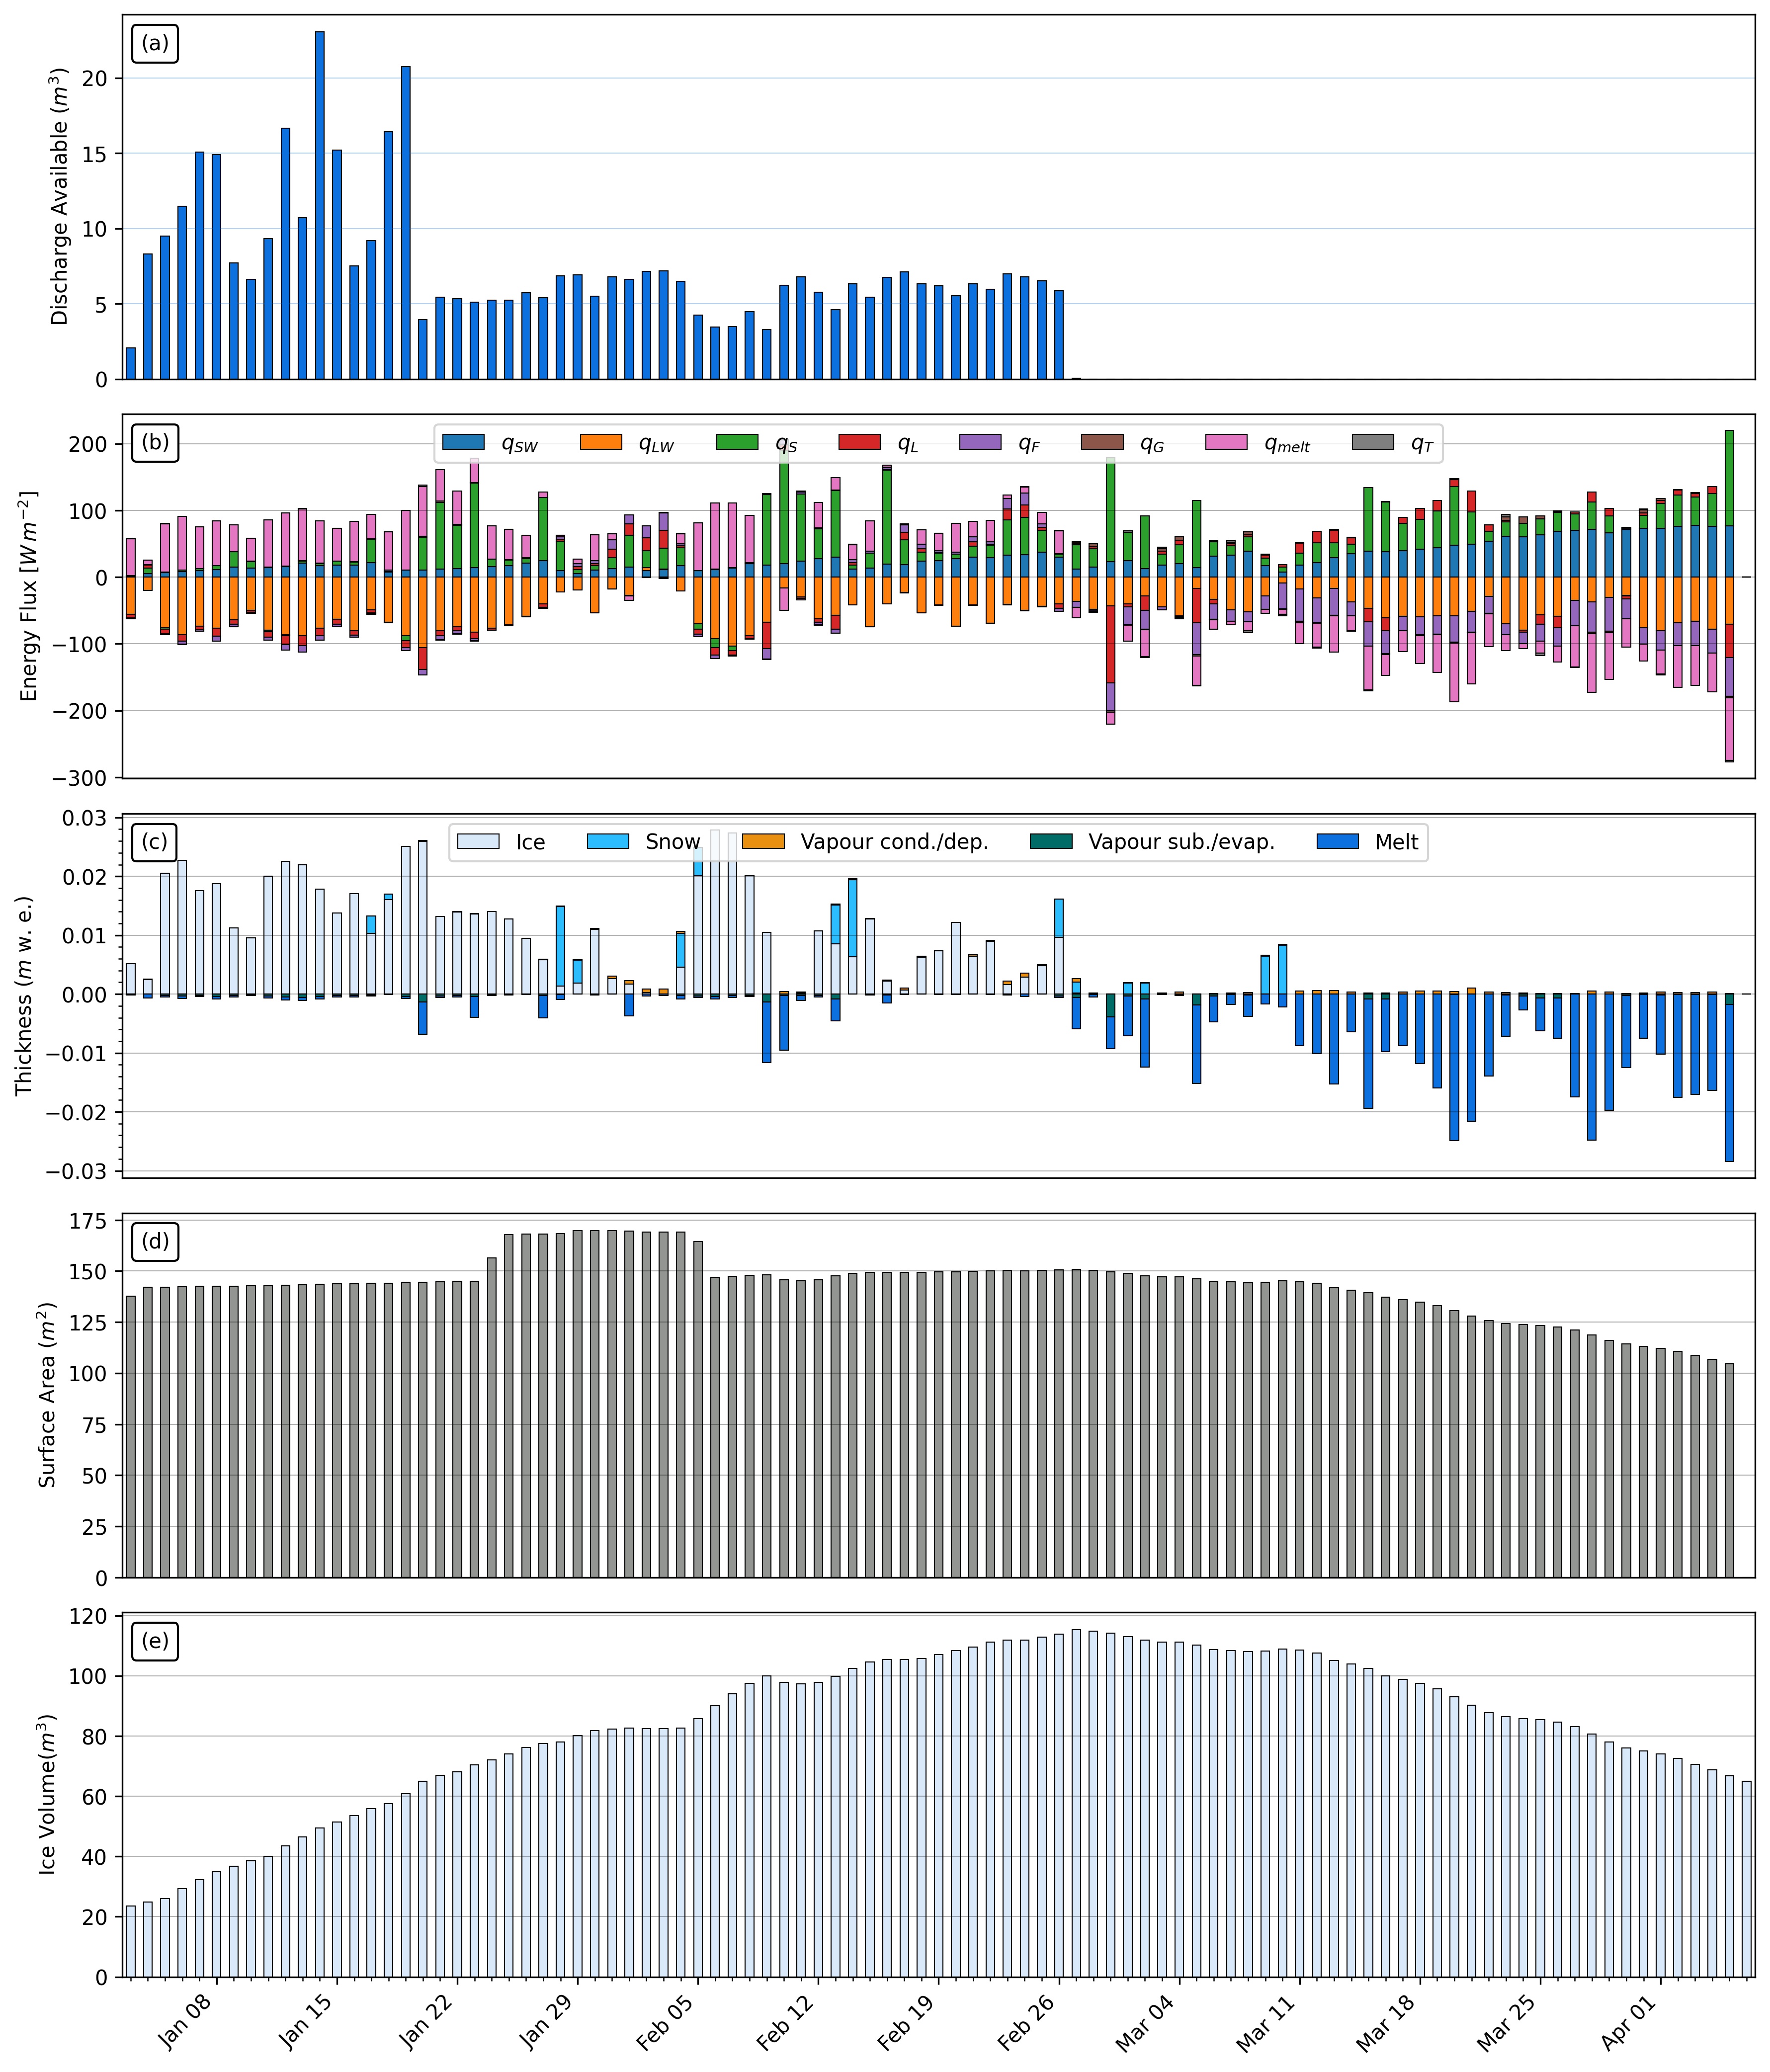 (a)
Discharge Available (m³)
20
15
10
5
0
(b)
q_SW q_LW q_S q_L q_F q_G q_melt q_T
Energy Flux [W m⁻²]
200
100
0
−100
−200
−300
(c)
Ice Snow Vapour cond./dep. Vapour sub./evap. Melt
Thickness (m w. e.)
0.03
0.02
0.01
0.00
−0.01
−0.02
−0.03
(d)
Surface Area (m²)
175
150
125
100
75
50
25
0
(e)
Ice Volume(m³)
120
100
80
60
40
20
0
Jan 08 Jan 15 Jan 22 Jan 29 Feb 05 Feb 12 Feb 19 Feb 26 Mar 04 Mar 11 Mar 18 Mar 25 Apr 01